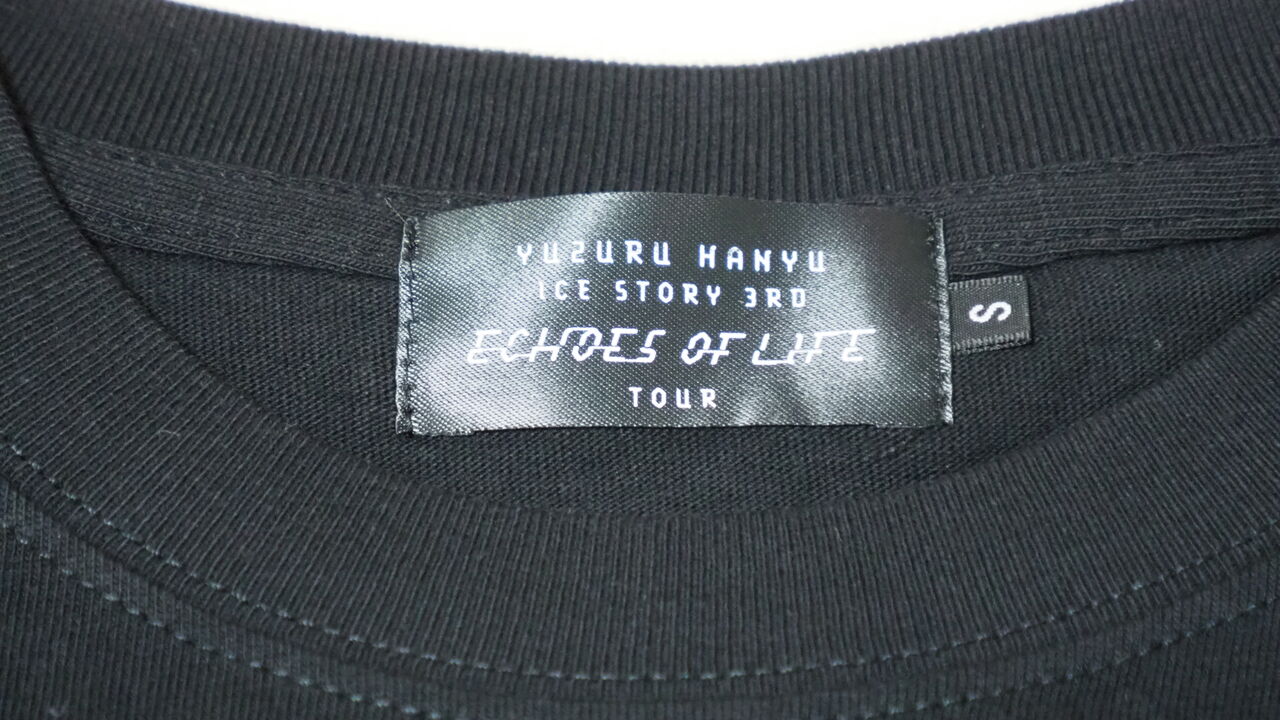 YUZURU HANYU
ICE STORY 3RD
ECHOES OF LIFE
TOUR
S